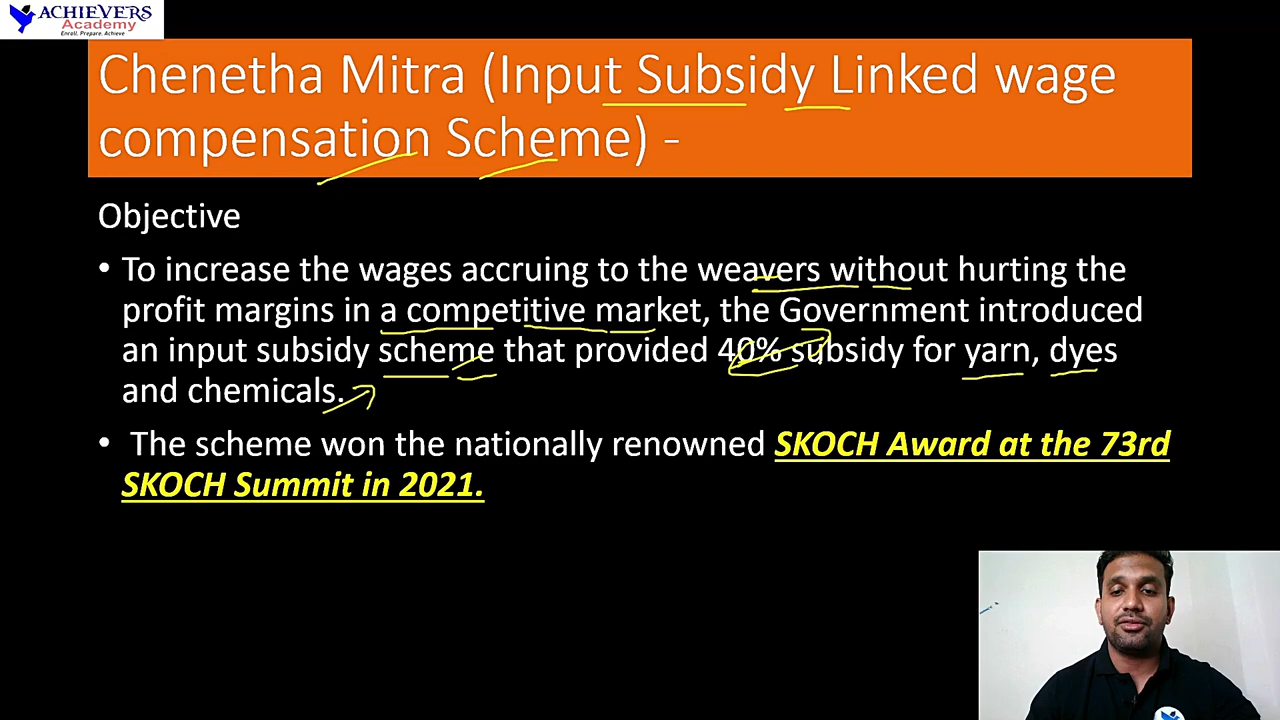 ACHIEVERS
Academy
Enroll. Prepare. Achieve
Chenetha Mitra (Input Subsidy Linked wage
compensation Scheme) -
Objective
• To increase the wages accruing to the weavers without hurting the
profit margins in a competitive market, the Government introduced
an input subsidy scheme that provided 40% subsidy for yarn, dyes
and chemicals.
• The scheme won the nationally renowned SKOCH Award at the 73rd
SKOCH Summit in 2021.